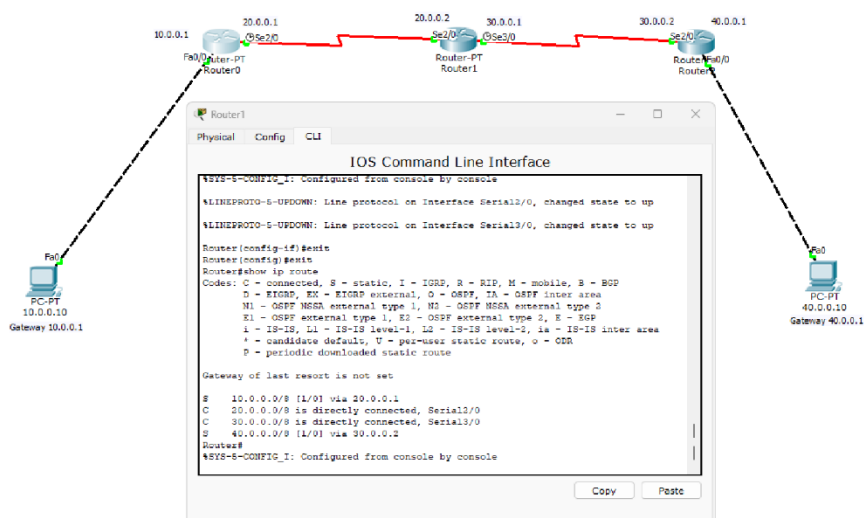 20.0.0.1
20.0.0.2
30.0.0.1
30.0.0.2
40.0.0.1
10.0.0.1
Se2/0
Se2/0
Se3/0
Se2/0
Fa0/0
Router-PT
Router0
Router-PT
Router1
Fa0/0
Router1
Physical Config CLI
IOS Command Line Interface
%SYS-5-CONFIG_I: Configured from console by console
%LINEPROTO-5-UPDOWN: Line protocol on Interface Serial2/0, changed state to up
%LINEPROTO-5-UPDOWN: Line protocol on Interface Serial2/0, changed state to up
Router(config-if)#exit
Router(config)#exit
Router#show ip route
Codes: C - connected, S - static, I - IGRP, R - RIP, M - mobile, B - BGP
D - EIGRP, EX - EIGRP external, O - OSPF, IA - OSPF inter area
N1 - OSPF NSSA external type 1, N2 - OSPF NSSA external type 2
E1 - OSPF external type 1, E2 - OSPF external type 2, E - EGP
i - IS-IS, L1 - IS-IS level-1, L2 - IS-IS level-2, ia - IS-IS inter area
* - candidate default, U - per-user static route, o - ODR
P - periodic downloaded static route
Gateway of last resort is not set
S 10.0.0.0/8 [1/0] via 20.0.0.1
C 20.0.0.0/8 is directly connected, Serial2/0
C 30.0.0.0/8 is directly connected, Serial3/0
S 40.0.0.0/8 [1/0] via 30.0.0.2
Router#
%SYS-5-CONFIG_I: Configured from console by console
Copy Paste
Fa0
PC-PT
10.0.0.10
Gateway 10.0.0.1
Fa0
PC-PT
40.0.0.10
Gateway 40.0.0.1